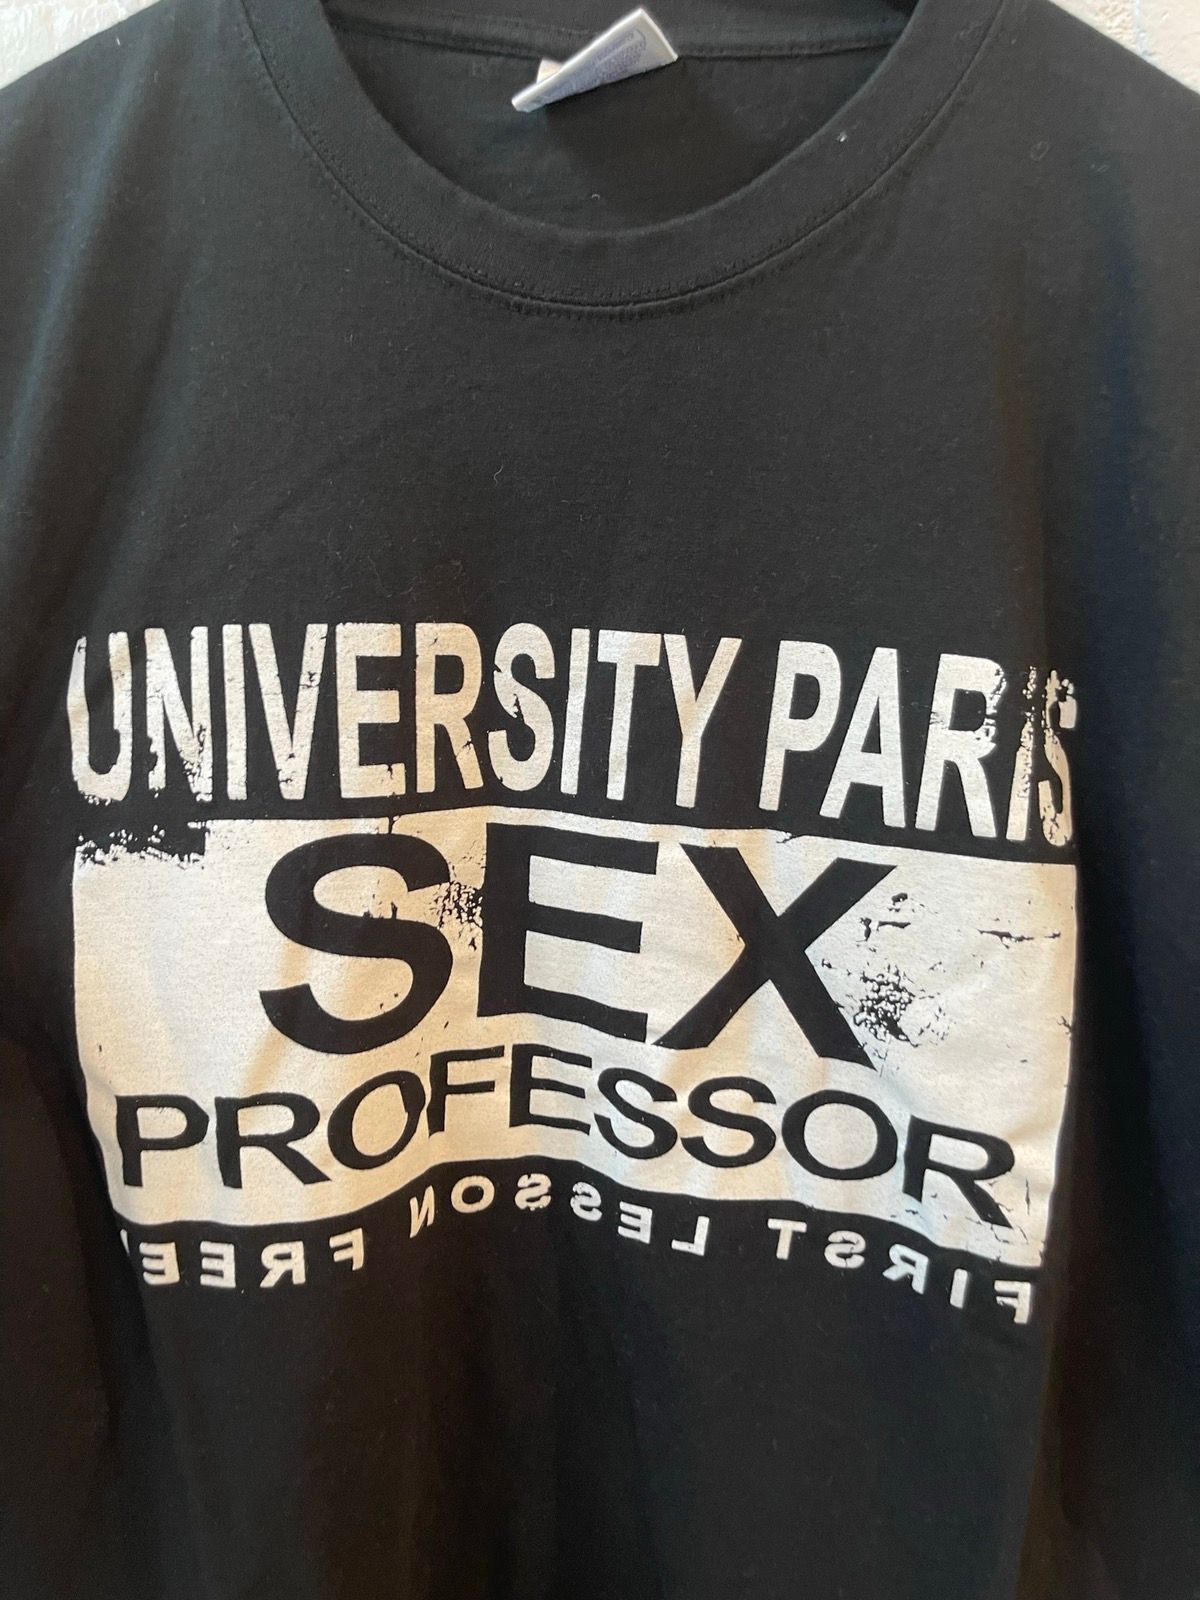 UNIVERSITY PARIS
SEX
PROFESSOR
FIRST LESSON FREE